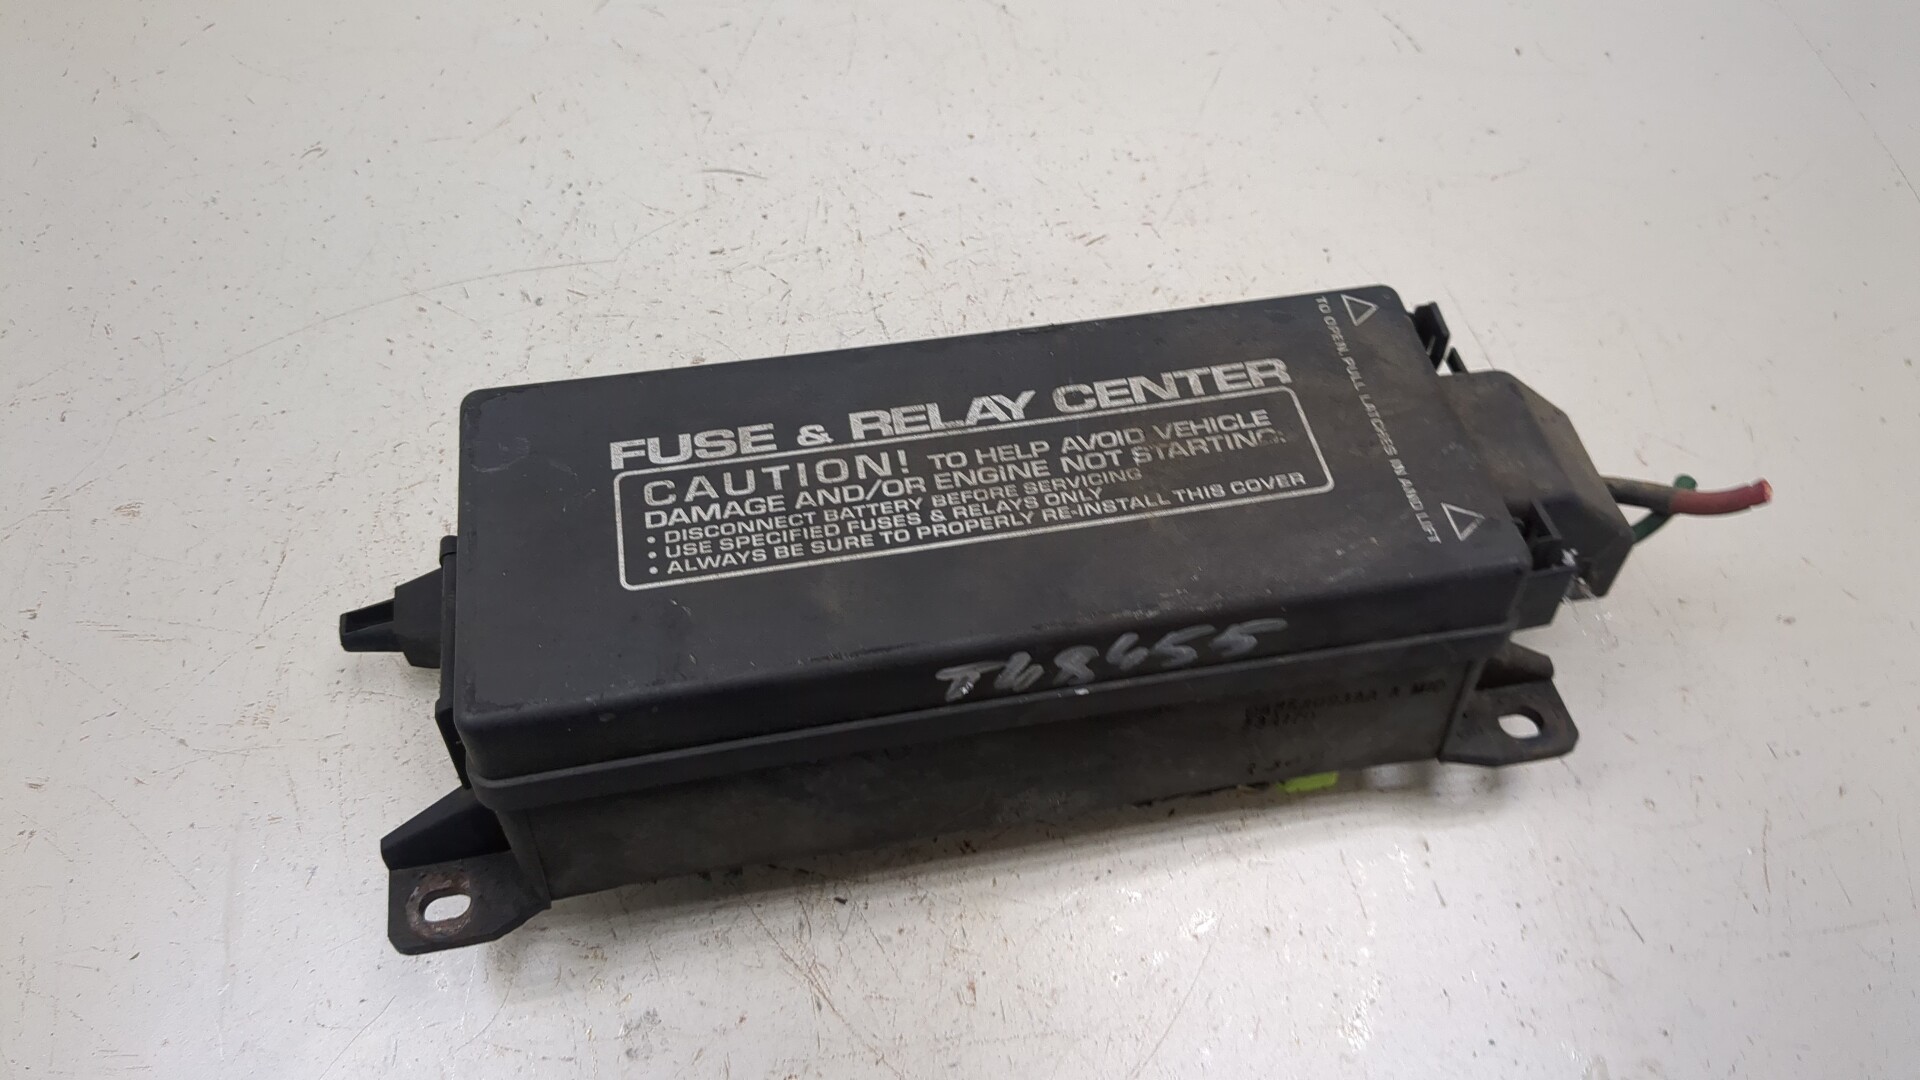 FUSE & RELAY CENTER
CAUTION! TO HELP AVOID VEHICLE
DAMAGE AND/OR ENGINE NOT STARTING:
• DISCONNECT BATTERY BEFORE SERVICING
• USE SPECIFIED FUSES & RELAYS ONLY
• ALWAYS BE SURE TO PROPERLY RE-INSTALL THIS COVER
TO OPEN, PULL LATCHES IN AND LIFT
T48455